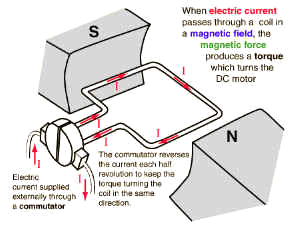 When electric current
passes through a coil in
a magnetic field, the
magnetic force
produces a torque
which turns the
DC motor
S
I
I
I
I
N
I
I
The commutator reverses
the current each half
revolution to keep the
torque turning the
coil in the same
direction.
Electric
current supplied
externally through
a commutator